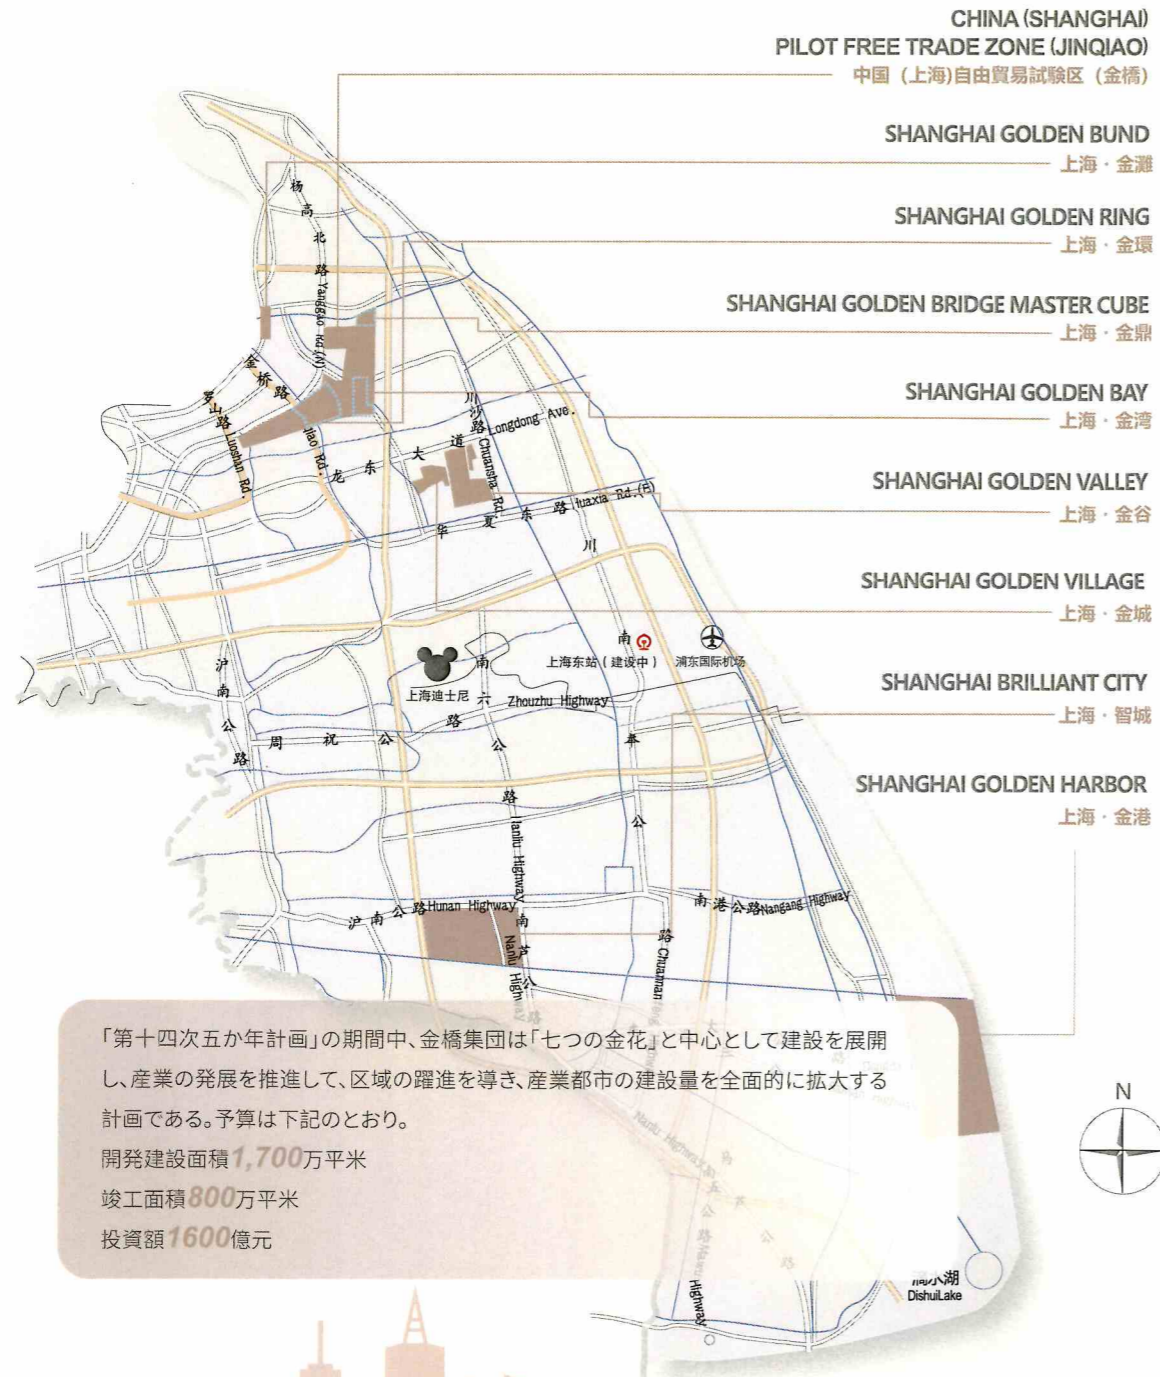 CHINA (SHANGHAI)
PILOT FREE TRADE ZONE (JINQIAO)
中国 (上海)自由貿易試験区 (金橋)
SHANGHAI GOLDEN BUND
上海・金灘
SHANGHAI GOLDEN RING
上海・金環
SHANGHAI GOLDEN BRIDGE MASTER CUBE
上海・金鼎
SHANGHAI GOLDEN BAY
上海・金湾
SHANGHAI GOLDEN VALLEY
上海・金谷
SHANGHAI GOLDEN VILLAGE
上海・金城
SHANGHAI BRILLIANT CITY
上海・智城
SHANGHAI GOLDEN HARBOR
上海・金港
杨高北路
金桥路
罗山路 Luoshan Rd.
川沙路 Chuansha Rd.
龙东大道 Longdong Ave.
华夏东路 Huaxia Rd.(E)
上海东站(建设中)
浦东国际机场
上海迪士尼
周祝公路 Zhouzhu Highway
沪南公路
南六公路
川南奉公路
沪南公路 Hunan Highway
南港公路 Nangang Highway
南芦公路 Nanlu Highway
「第十四次五か年計画」の期間中、金橋集団は「七つの金花」と中心として建設を展開
し、産業の発展を推進して、区域の躍進を導き、産業都市の建設量を全面的に拡大する
計画である。予算は下記のとおり。
開発建設面積1,700万平米
竣工面積800万平米
投資額1600億元
N
滴水湖
DishuiLake